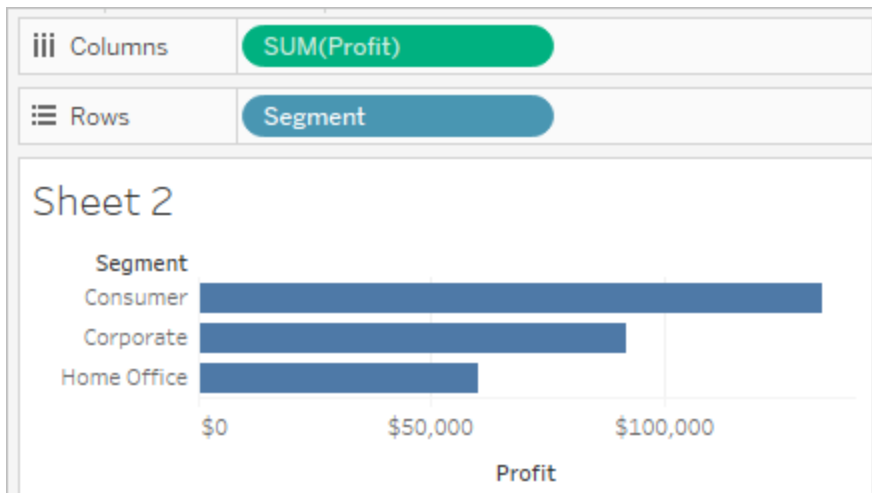 Columns SUM(Profit)
Rows Segment
Sheet 2
Segment
Consumer
Corporate
Home Office
$0 $50,000 $100,000
Profit